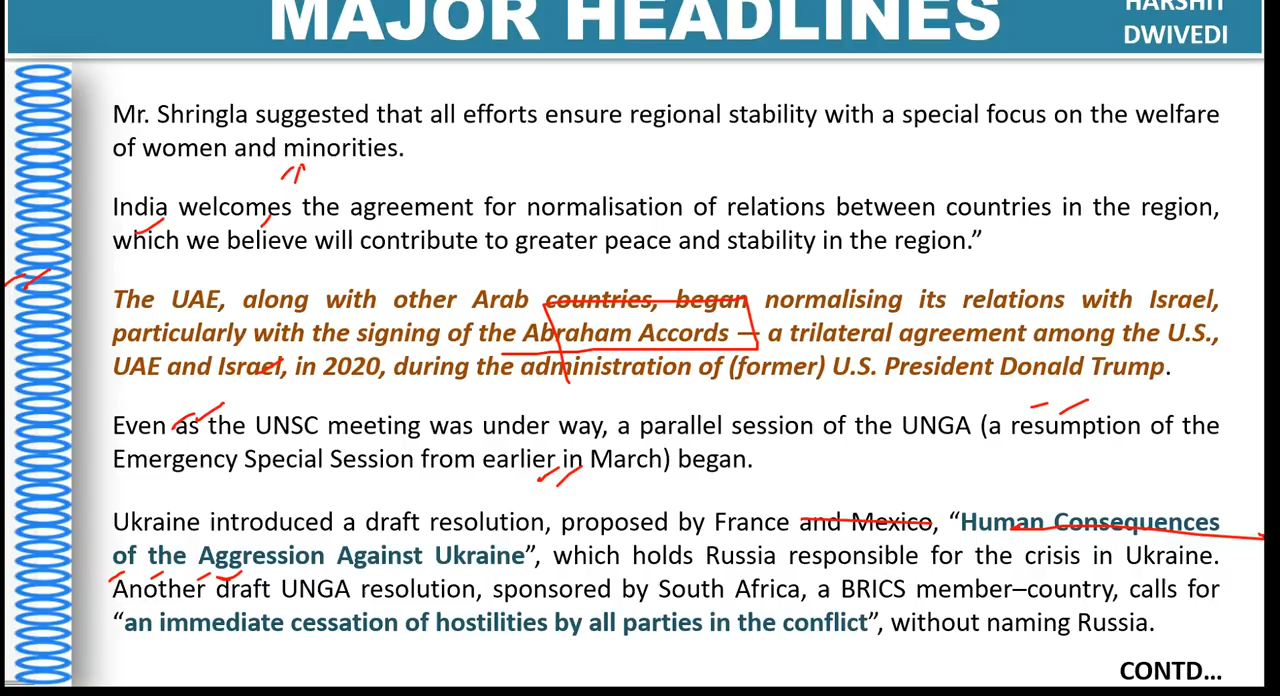 MAJOR HEADLINES
HARSHIT
DWIVEDI
Mr. Shringla suggested that all efforts ensure regional stability with a special focus on the welfare
of women and minorities.
India welcomes the agreement for normalisation of relations between countries in the region,
which we believe will contribute to greater peace and stability in the region.”
The UAE, along with other Arab countries, began normalising its relations with Israel,
particularly with the signing of the Abraham Accords — a trilateral agreement among the U.S.,
UAE and Israel, in 2020, during the administration of (former) U.S. President Donald Trump.
Even as the UNSC meeting was under way, a parallel session of the UNGA (a resumption of the
Emergency Special Session from earlier in March) began.
Ukraine introduced a draft resolution, proposed by France and Mexico, “Human Consequences
of the Aggression Against Ukraine”, which holds Russia responsible for the crisis in Ukraine.
Another draft UNGA resolution, sponsored by South Africa, a BRICS member–country, calls for
“an immediate cessation of hostilities by all parties in the conflict”, without naming Russia.
CONTD...